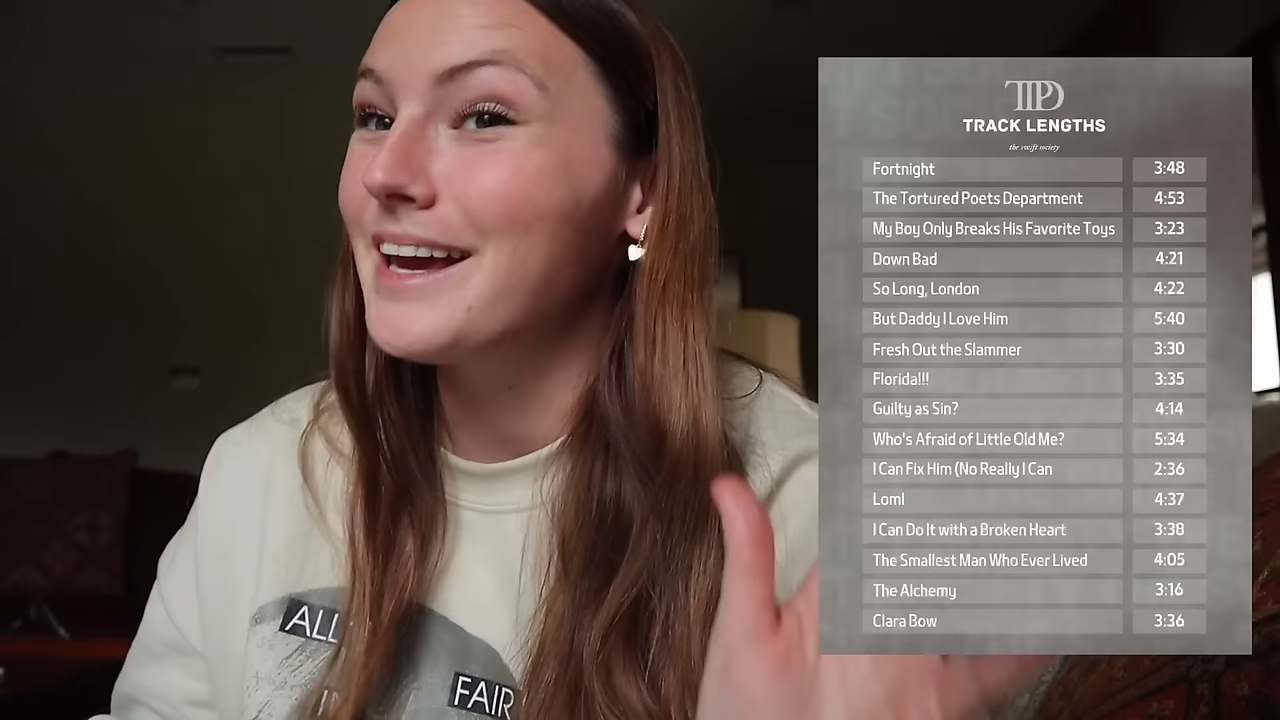 TTPD
TRACK LENGTHS
the swift society
Fortnight 3:48
The Tortured Poets Department 4:53
My Boy Only Breaks His Favorite Toys 3:23
Down Bad 4:21
So Long, London 4:22
But Daddy I Love Him 5:40
Fresh Out the Slammer 3:30
Florida!!! 3:35
Guilty as Sin? 4:14
Who's Afraid of Little Old Me? 5:34
I Can Fix Him (No Really I Can 2:36
Loml 4:37
I Can Do It with a Broken Heart 3:38
The Smallest Man Who Ever Lived 4:05
The Alchemy 3:16
Clara Bow 3:36
ALL
FAIR